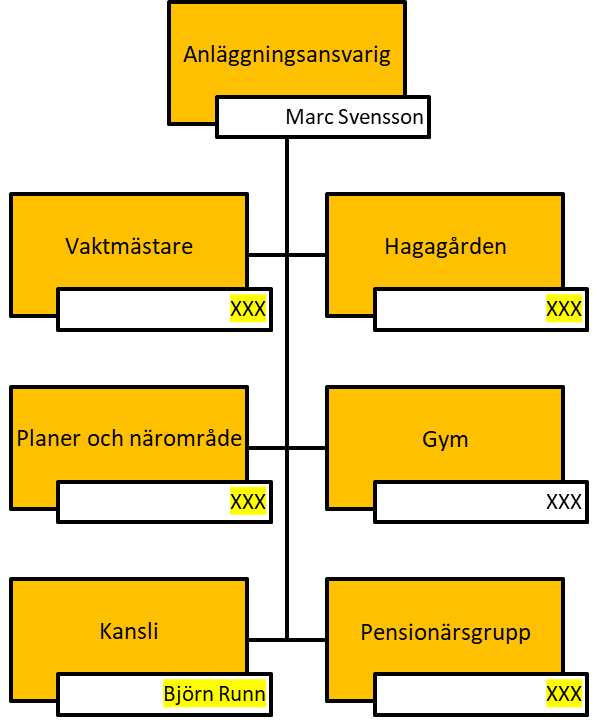 Anläggningsansvarig
Marc Svensson
Vaktmästare
XXX
Hagagården
XXX
Planer och närområde
XXX
Gym
XXX
Kansli
Björn Runn
Pensionärsgrupp
XXX